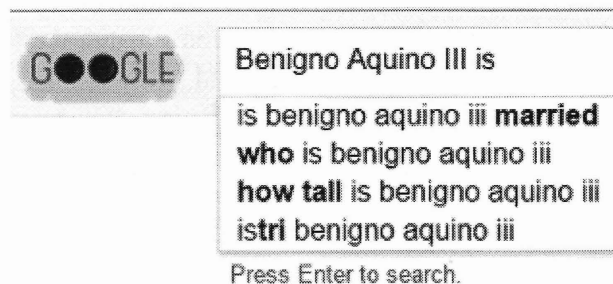 GOOGLE
Benigno Aquino III is
is benigno aquino iii married
who is benigno aquino iii
how tall is benigno aquino iii
istri benigno aquino iii
Press Enter to search.